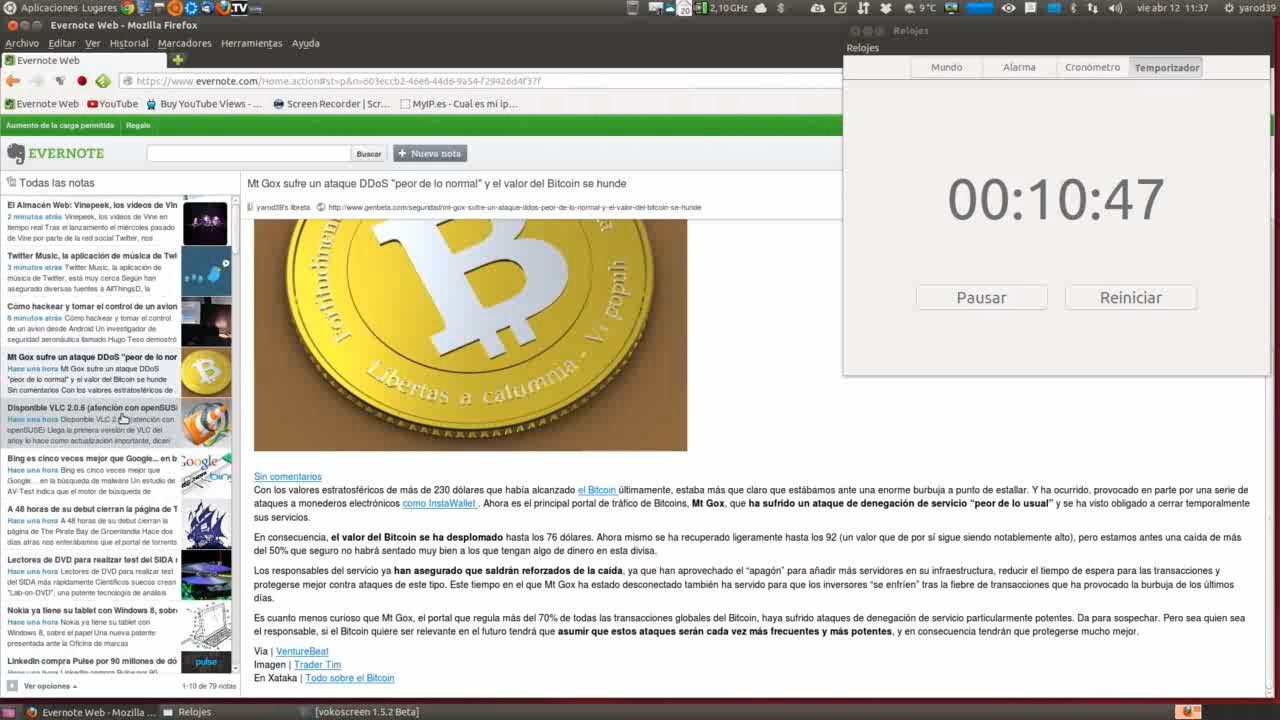 Aplicaciones Lugares
20
2,10 GHz
9°C
vie abr 12
11:37
yarod39
Evernote Web - Mozilla Firefox
Archivo Editar Ver Historial Marcadores Herramientas Ayuda
Evernote Web
https://www.evernote.com/Home.action#st=p&n=603eccb2-46e6-44d6-9a54-f29426d4f37f
Evernote Web YouTube Buy YouTube Views - ... Screen Recorder | Scr... MyIP.es - Cual es mi ip...
Aumento de la carga permitida Regalo
EVERNOTE
Buscar
+ Nueva nota
Todas las notas
El Almacén Web: Vinepeek, los videos de Vin
2 minutos atrás Vinepeek, los videos de Vine en
tiempo real Tras el lanzamiento el miércoles pasado
de Vine por parte de la red social Twitter, nos
Twitter Music, la aplicación de música de Twi
3 minutos atrás Twitter Music, la aplicación de
música de Twitter, está muy cerca Según han
asegurado diversas fuentes a AllThingsD, la
Cómo hackear y tomar el control de un avion
8 minutos atrás Cómo hackear y tomar el control
de un avion desde Android Un investigador de
seguridad aeronáutica llamado Hugo Teso demostró
Mt Gox sufre un ataque DDoS "peor de lo nor
Hace una hora Mt Gox sufre un ataque DDoS
"peor de lo normal" y el valor del Bitcoin se hunde
Sin comentarios Con los valores estratosféricos de
Disponible VLC 2.0.6 (atención con openSUS
Hace una hora Disponible VLC 2 (atención con
openSUSE) Llega la primera versión de VLC del
año y lo hace como actualización importante, dicen
Bing es cinco veces mejor que Google... en b
Hace una hora Bing es cinco veces mejor que
Google... en la búsqueda de malware Un estudio de
AV-Test indica que el motor de búsqueda de
Google
bing
A 48 horas de su debut cierran la página de T
Hace una hora A 48 horas de su debut cierran la
página de The Pirate Bay de Groenlandia Hace dos
días atrás nos enterábamos que el portal de torrents
Lectores de DVD para realizar test del SIDA
Hace una hora Lectores de DVD para realizar test
del SIDA más rápidamente Científicos suecos crean
"Lab-on-DVD", una potente tecnología de análisis
Nokia ya tiene su tablet con Windows 8, sobr
Hace una hora Nokia ya tiene su tablet con
Windows 8, sobre el papel Una nueva patente
presentada ante la Oficina de marcas
LinkedIn compra Pulse por 90 millones de dó
pulse
Ver opciones
1-10 de 79 notas
Mt Gox sufre un ataque DDoS "peor de lo normal" y el valor del Bitcoin se hunde
yarod39's libreta http://www.genbeta.com/seguridad/mt-gox-sufre-un-ataque-ddos-peor-de-lo-normal-y-el-valor-del-bitcoin-se-hunde
Libertas a calumnia - Vi
Sin comentarios
Con los valores estratosféricos de más de 230 dólares que había alcanzado el Bitcoin últimamente, estaba más que claro que estábamos ante una enorme burbuja a punto de estallar. Y ha ocurrido, provocado en parte por una serie de
ataques a monederos electrónicos como InstaWallet . Ahora es el principal portal de tráfico de Bitcoins, Mt Gox, que ha sufrido un ataque de denegación de servicio “peor de lo usual” y se ha visto obligado a cerrar temporalmente
sus servicios.
En consecuencia, el valor del Bitcoin se ha desplomado hasta los 76 dólares. Ahora mismo se ha recuperado ligeramente hasta los 92 (un valor que de por sí sigue siendo notablemente alto), pero estamos antes una caída de más
del 50% que seguro no habrá sentado muy bien a los que tengan algo de dinero en esta divisa.
Los responsables del servicio ya han asegurado que saldrán reforzados de la caída, ya que han aprovechado el “apagón” para añadir más servidores en su infraestructura, reducir el tiempo de espera para las transacciones y
protegerse mejor contra ataques de este tipo. Este tiempo en el que Mt Gox ha estado desconectado también ha servido para que los inversores “se enfríen” tras la fiebre de transacciones que ha provocado la burbuja de los últimos
días.
Es cuanto menos curioso que Mt Gox, el portal que regula más del 70% de todas las transacciones globales del Bitcoin, haya sufrido ataques de denegación de servicio particularmente potentes. Da para sospechar. Pero sea quien sea
el responsable, si el Bitcoin quiere ser relevante en el futuro tendrá que asumir que estos ataques serán cada vez más frecuentes y más potentes, y en consecuencia tendrán que protegerse mucho mejor.
Vía | VentureBeat
Imagen | Trader Tim
En Xataka | Todo sobre el Bitcoin
Relojes
Relojes
Mundo Alarma Cronómetro Temporizador
00:10:47
Pausar Reiniciar
Evernote Web - Mozilla ... Relojes [vokoscreen 1.5.2 Beta]